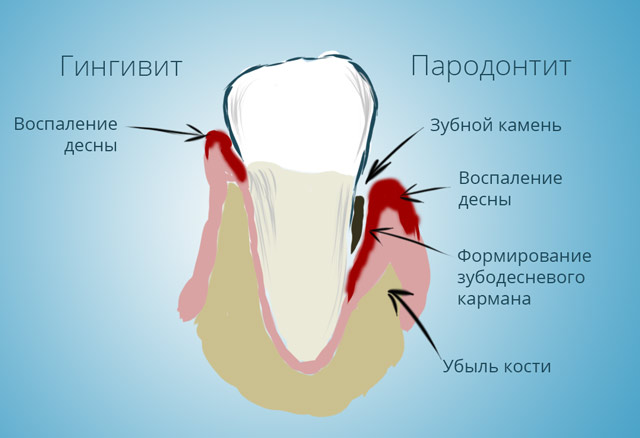 Гингивит
Пародонтит
Воспаление
десны
Зубной камень
Воспаление
десны
Формирование
зубодесневого
кармана
Убыль кости